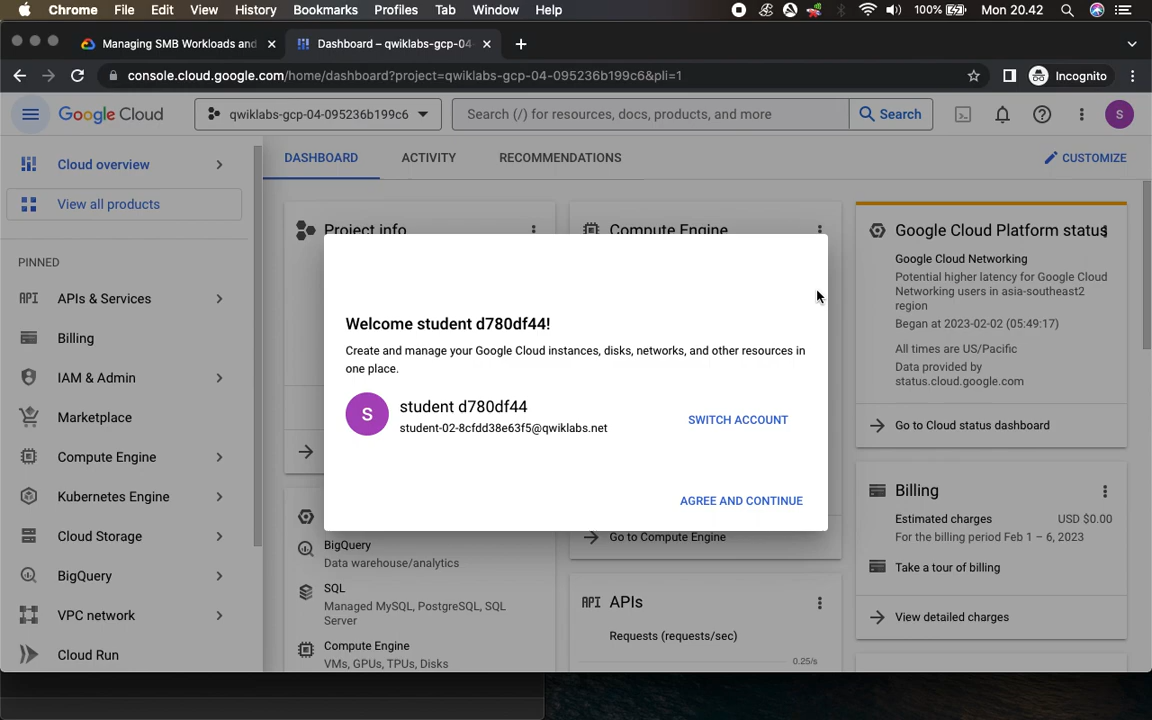 Chrome File Edit View History Bookmarks Profiles Tab Window Help 100% Mon 20.42
Managing SMB Workloads and
Dashboard – qwiklabs-gcp-04-
console.cloud.google.com/home/dashboard?project=qwiklabs-gcp-04-095236b199c6&pli=1
Incognito
Google Cloud
qwiklabs-gcp-04-095236b199c6
Search (/) for resources, docs, products, and more
Search
S
Cloud overview
View all products
PINNED
API APIs & Services
Billing
IAM & Admin
Marketplace
Compute Engine
Kubernetes Engine
Cloud Storage
BigQuery
VPC network
Cloud Run
DASHBOARD
ACTIVITY
RECOMMENDATIONS
CUSTOMIZE
Project info
Compute Engine
Welcome student d780df44!
Create and manage your Google Cloud instances, disks, networks, and other resources in
one place.
S
student d780df44
student-02-8cfdd38e63f5@qwiklabs.net
SWITCH ACCOUNT
AGREE AND CONTINUE
BigQuery
Data warehouse/analytics
SQL
Managed MySQL, PostgreSQL, SQL
Server
Compute Engine
VMs, GPUs, TPUs, Disks
Go to Compute Engine
API APIs
Requests (requests/sec)
0.25/s
Google Cloud Platform status
Google Cloud Networking
Potential higher latency for Google Cloud
Networking users in asia-southeast2
region
Began at 2023-02-02 (05:49:17)
All times are US/Pacific
Data provided by
status.cloud.google.com
Go to Cloud status dashboard
Billing
Estimated charges USD $0.00
For the billing period Feb 1 – 6, 2023
Take a tour of billing
View detailed charges